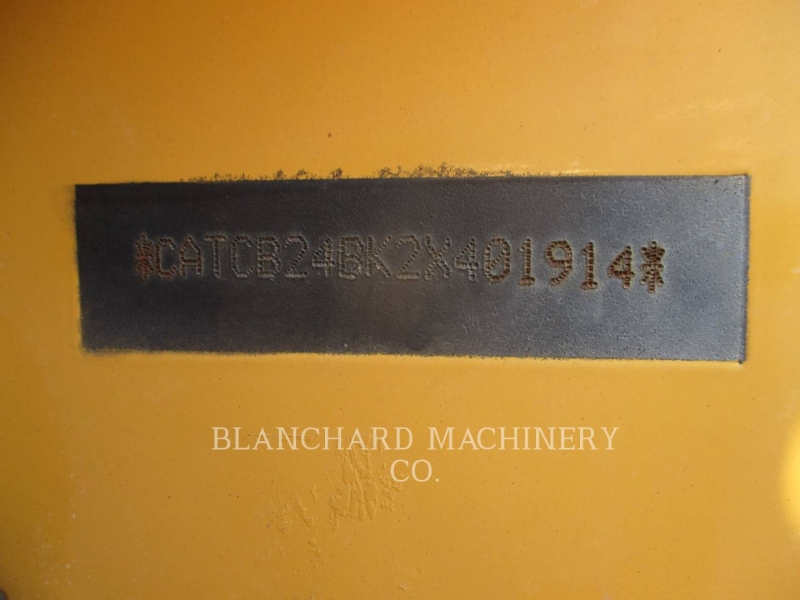 *CATCB24BK2X401914*
BLANCHARD MACHINERY
CO.